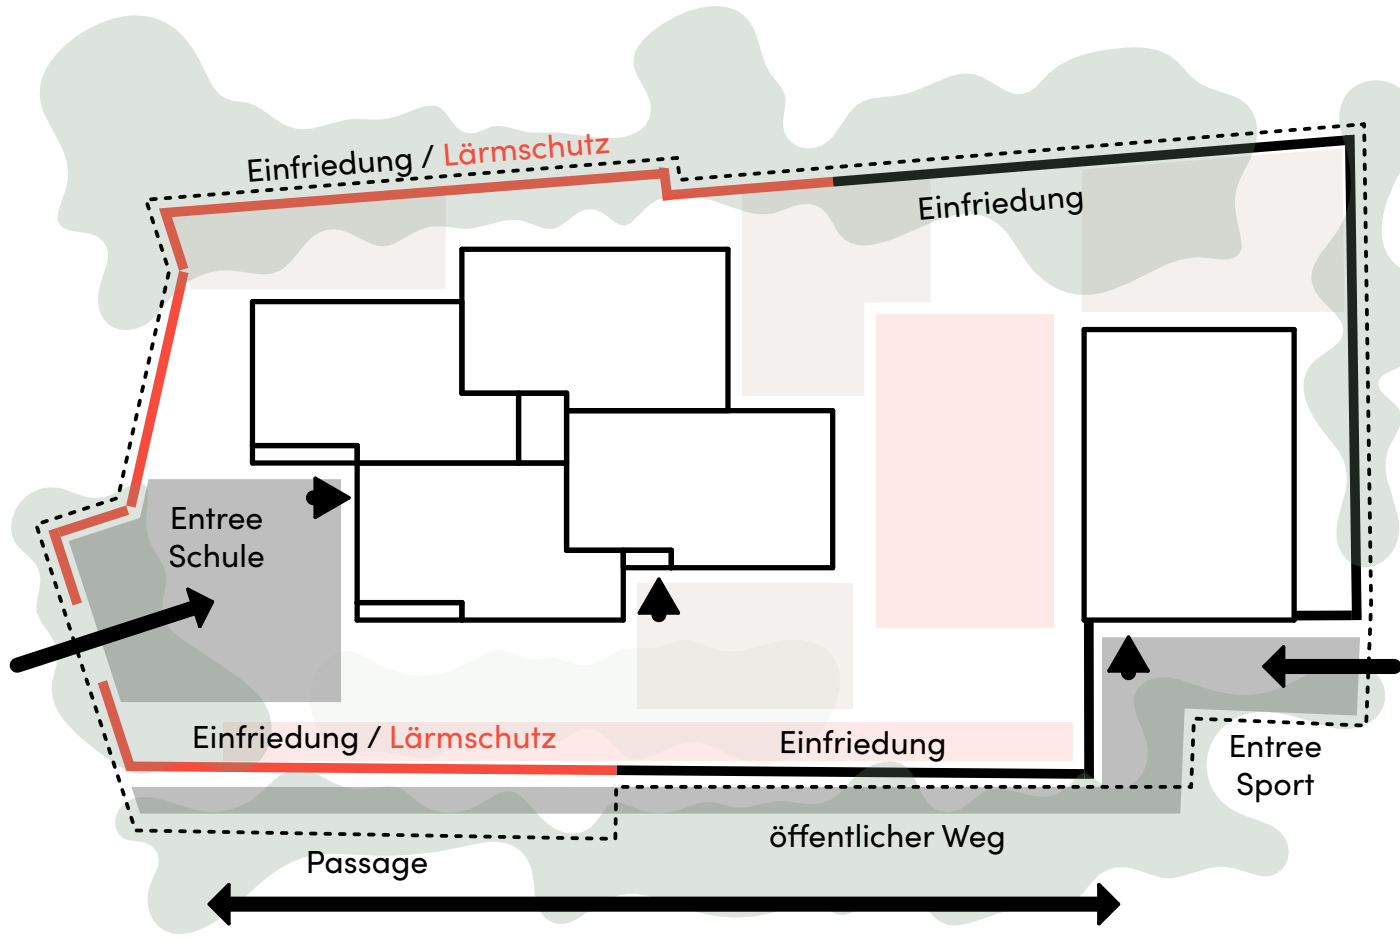 Einfriedung / Lärmschutz
Einfriedung
Entree
Schule
Einfriedung / Lärmschutz
Einfriedung
Entree
Sport
öffentlicher Weg
Passage